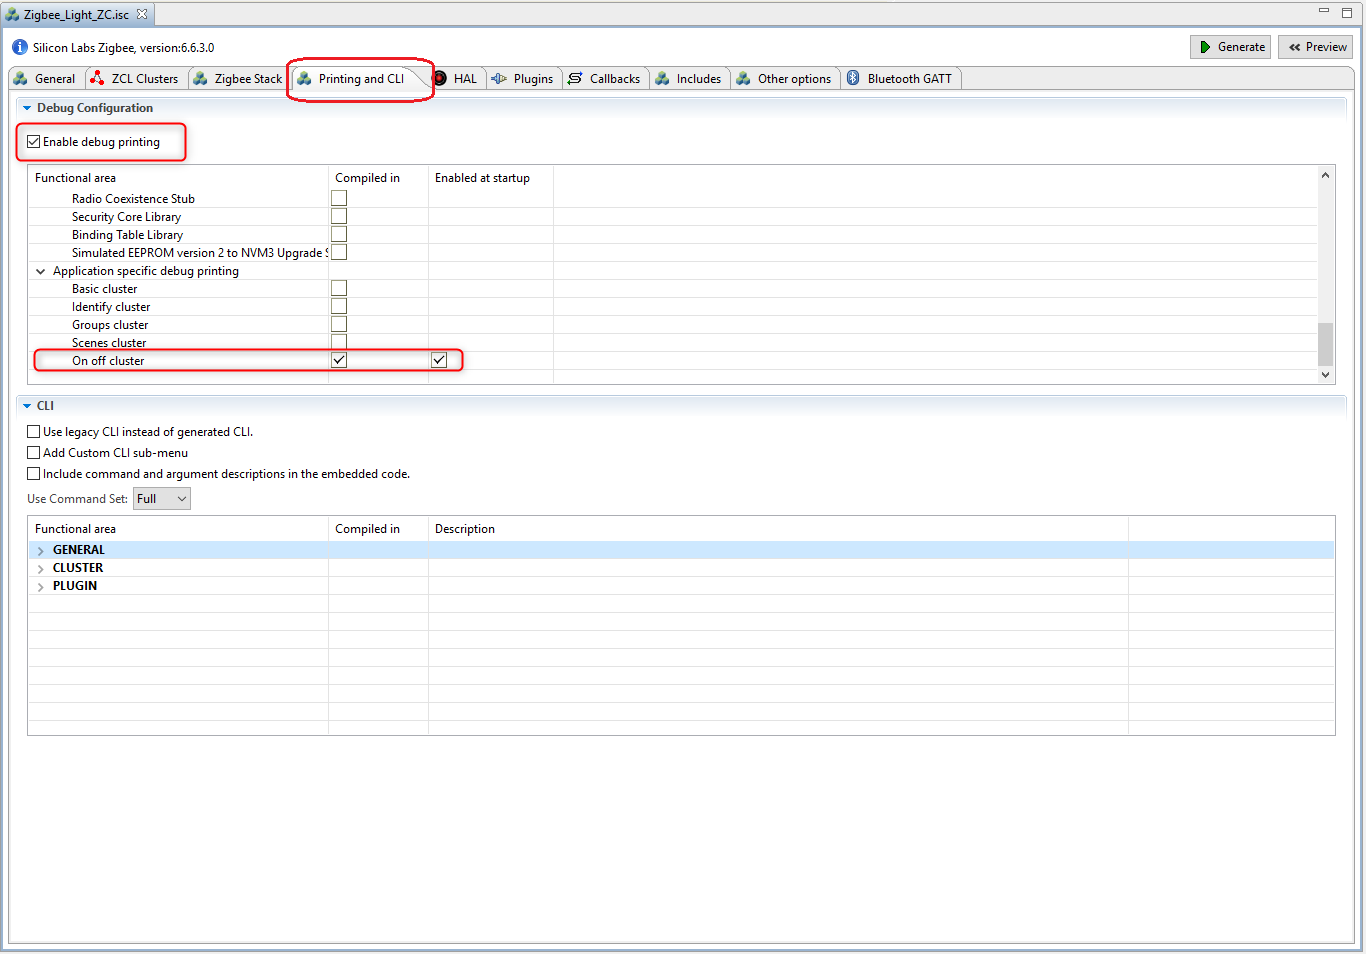 Zigbee_Light_ZC.isc
Silicon Labs Zigbee, version:6.6.3.0
Generate
Preview
General
ZCL Clusters
Zigbee Stack
Printing and CLI
HAL
Plugins
Callbacks
Includes
Other options
Bluetooth GATT
Debug Configuration
Enable debug printing
Functional area Compiled in Enabled at startup
Radio Coexistence Stub
Security Core Library
Binding Table Library
Simulated EEPROM version 2 to NVM3 Upgrade S
Application specific debug printing
Basic cluster
Identify cluster
Groups cluster
Scenes cluster
On off cluster
CLI
Use legacy CLI instead of generated CLI.
Add Custom CLI sub-menu
Include command and argument descriptions in the embedded code.
Use Command Set: Full
Functional area Compiled in Description
GENERAL
CLUSTER
PLUGIN